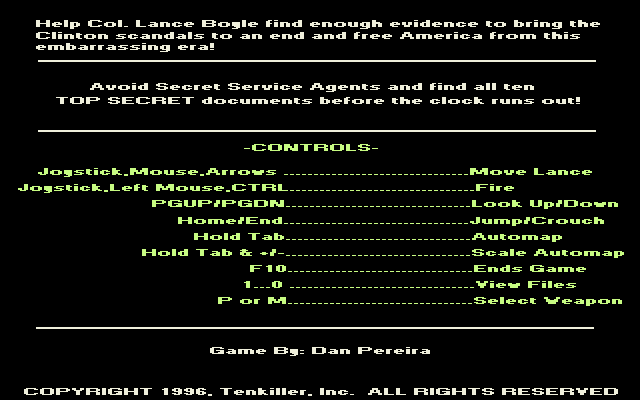 Help Col. Lance Bogle find enough evidence to bring the
Clinton scandals to an end and free America from this
embarrassing era!
Avoid Secret Service Agents and find all ten
TOP SECRET documents before the clock runs out!
-CONTROLS-
Joystick,Mouse,Arrows ..............................Move Lance
Joystick,Left Mouse,CTRL..............................Fire
PGUP/PGDN..............................Look Up/Down
Home/End..............................Jump/Crouch
Hold Tab..............................Automap
Hold Tab & +/-..............................Scale Automap
F10..............................Ends Game
1...0 ..............................View Files
P or M..............................Select Weapon
Game By: Dan Pereira
COPYRIGHT 1996, Tenkiller, Inc. ALL RIGHTS RESERVED